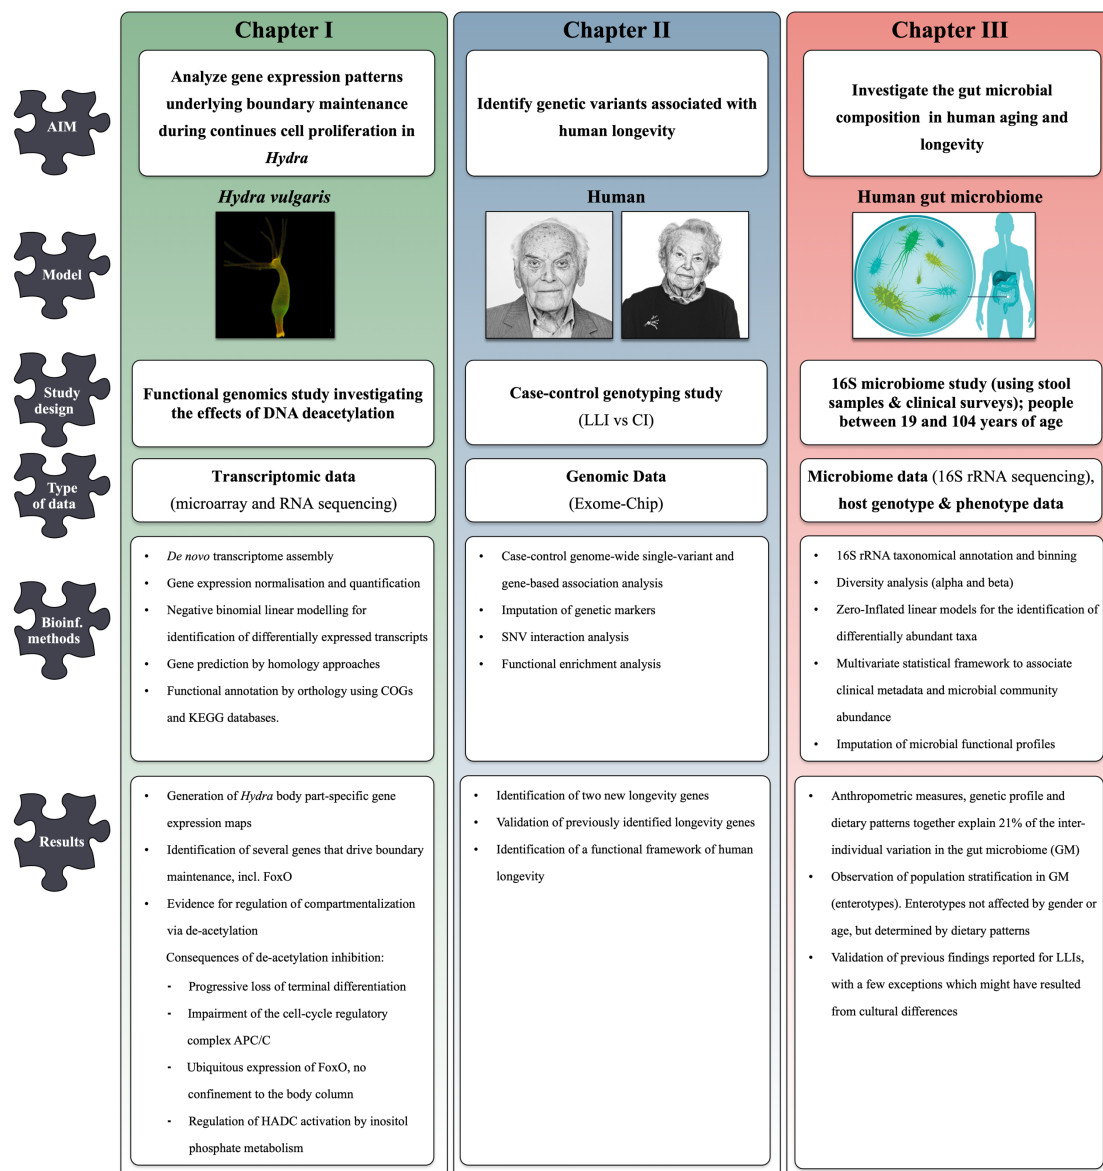 Chapter I
Chapter II
Chapter III
AIM
Analyze gene expression patterns
underlying boundary maintenance
during continues cell proliferation in
Hydra
Identify genetic variants associated with
human longevity
Investigate the gut microbial
composition in human aging and
longevity
Model
Hydra vulgaris
Human
Human gut microbiome
Study
design
Functional genomics study investigating
the effects of DNA deacetylation
Case-control genotyping study
(LLI vs CI)
16S microbiome study (using stool
samples & clinical surveys); people
between 19 and 104 years of age
Type
of data
Transcriptomic data
(microarray and RNA sequencing)
Genomic Data
(Exome-Chip)
Microbiome data (16S rRNA sequencing),
host genotype & phenotype data
Bioinf.
methods
• De novo transcriptome assembly
• Gene expression normalisation and quantification
• Negative binomial linear modelling for
identification of differentially expressed transcripts
• Gene prediction by homology approaches
• Functional annotation by orthology using COGs
and KEGG databases.
• Case-control genome-wide single-variant and
gene-based association analysis
• Imputation of genetic markers
• SNV interaction analysis
• Functional enrichment analysis
• 16S rRNA taxonomical annotation and binning
• Diversity analysis (alpha and beta)
• Zero-Inflated linear models for the identification of
differentially abundant taxa
• Multivariate statistical framework to associate
clinical metadata and microbial community
abundance
• Imputation of microbial functional profiles
Results
• Generation of Hydra body part-specific gene
expression maps
• Identification of several genes that drive boundary
maintenance, incl. FoxO
• Evidence for regulation of compartmentalization
via de-acetylation
Consequences of de-acetylation inhibition:
- Progressive loss of terminal differentiation
- Impairment of the cell-cycle regulatory
complex APC/C
- Ubiquitous expression of FoxO, no
confinement to the body column
- Regulation of HADC activation by inositol
phosphate metabolism
• Identification of two new longevity genes
• Validation of previously identified longevity genes
• Identification of a functional framework of human
longevity
• Anthropometric measures, genetic profile and
dietary patterns together explain 21% of the inter-
individual variation in the gut microbiome (GM)
• Observation of population stratification in GM
(enterotypes). Enterotypes not affected by gender or
age, but determined by dietary patterns
• Validation of previous findings reported for LLIs,
with a few exceptions which might have resulted
from cultural differences